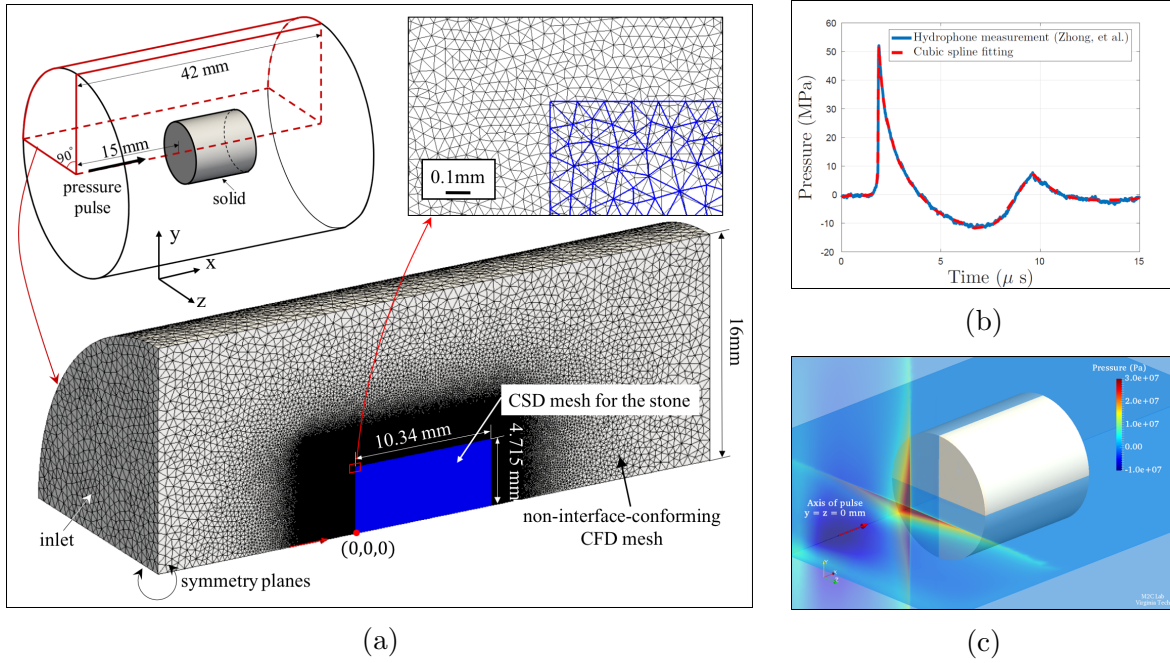 42 mm
90°
15 mm
pressure
pulse
solid
y
x
z
0.1mm
16mm
CSD mesh for the stone
10.34 mm
4.715 mm
non-interface-conforming
CFD mesh
inlet
(0,0,0)
symmetry planes
(a)
60
50
40
30
20
10
0
-10
-20
Pressure (MPa)
Hydrophone measurement (Zhong, et al.)
Cubic spline fitting
0
5
10
15
Time (μ s)
(b)
Pressure (Pa)
3.0e+07
2.0e+07
1.0e+07
0.00
-1.0e+07
Axis of pulse
y = z = 0 mm
M2C Lab
Virginia Tech
(c)